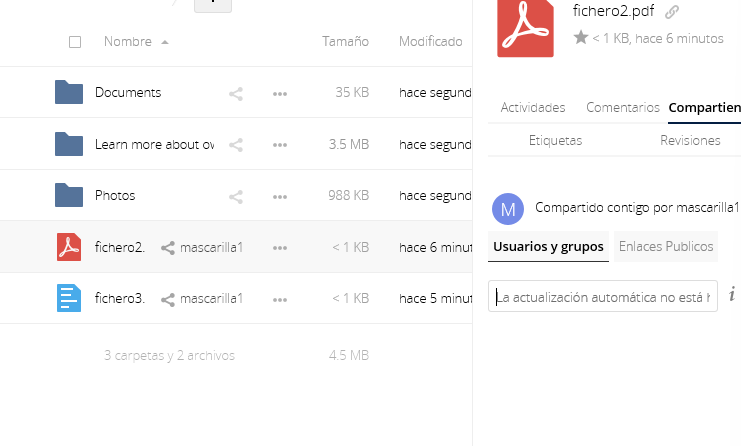 Nombre Tamaño Modificado
Documents 35 KB hace segund
Learn more about ow 3.5 MB hace segund
Photos 988 KB hace segund
fichero2. mascarilla1 < 1 KB hace 6 minut
fichero3. mascarilla1 < 1 KB hace 5 minut
3 carpetas y 2 archivos 4.5 MB
fichero2.pdf
< 1 KB, hace 6 minutos
Actividades Comentarios Compartien
Etiquetas Revisiones
M Compartido contigo por mascarilla1
Usuarios y grupos Enlaces Publicos
La actualización automática no está h
i